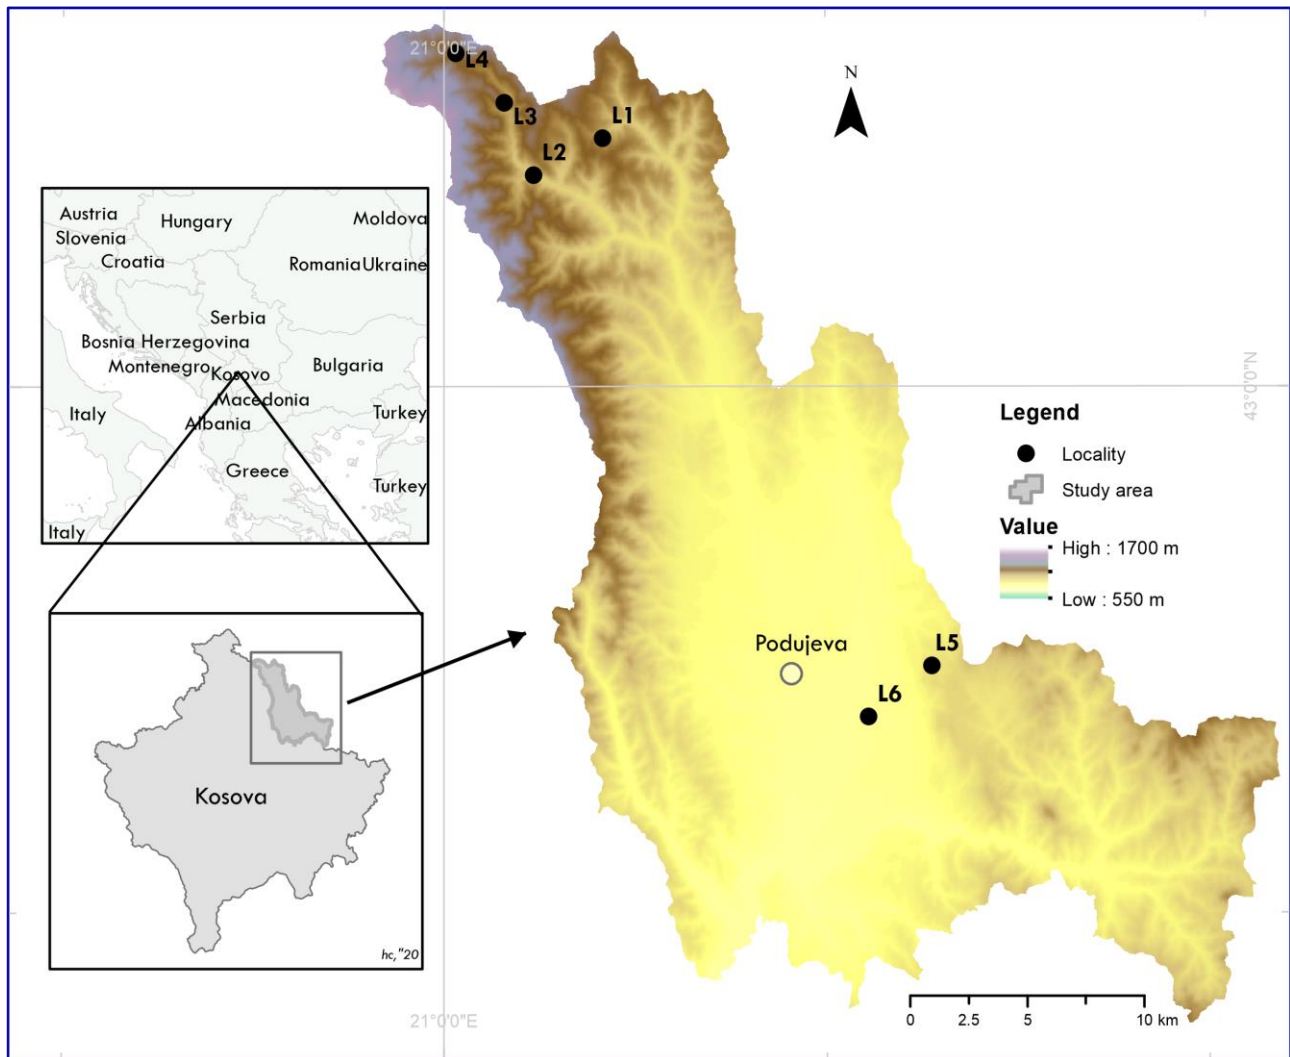 21°0'0"E
L4
L3
L1
L2
N
Austria
Hungary
Moldova
Slovenia
Croatia
Romania
Ukraine
Serbia
Bosnia Herzegovina
Montenegro
Kosovo
Bulgaria
Macedonia
Italy
Albania
Turkey
Greece
Turkey
Italy
43°0'0"N
Legend
Locality
Study area
Value
High : 1700 m
Low : 550 m
Podujeva
L5
L6
Kosova
hc,"20
21°0'0"E
0 2.5 5 10 km